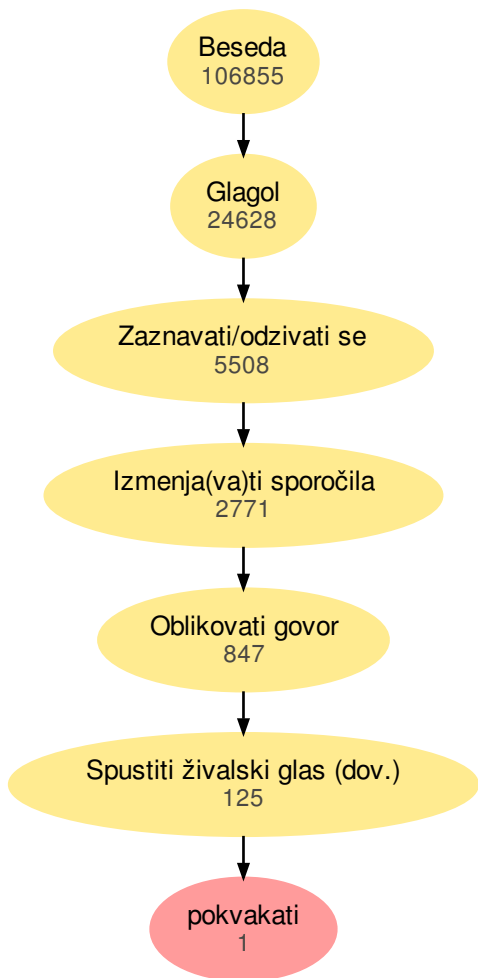 Beseda
106855
Glagol
24628
Zaznavati/odzivati se
5508
Izmenja(va)ti sporočila
2771
Oblikovati govor
847
Spustiti živalski glas (dov.)
125
pokvakati
1